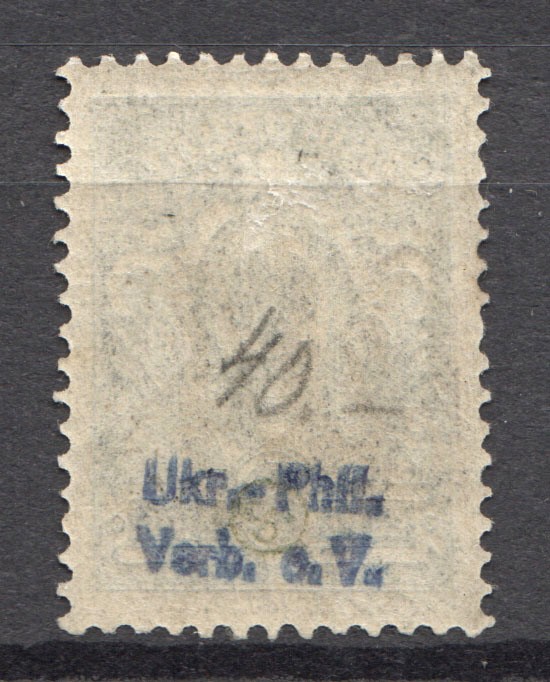 40.—
Ukr.-Phil.
Verb. e. V.